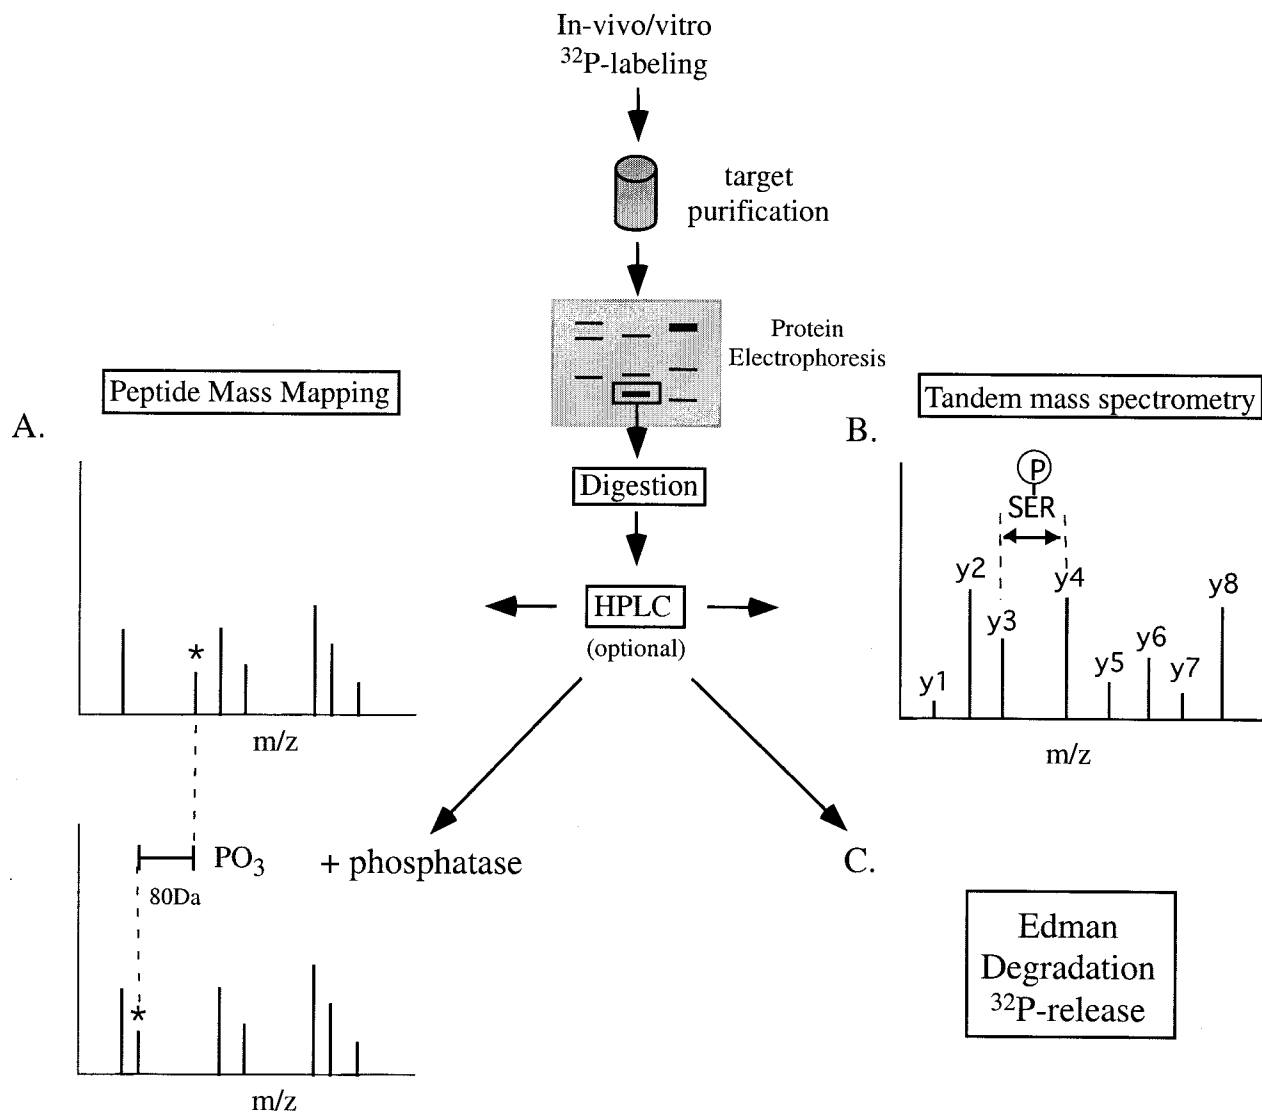 In-vivo/vitro
³²P-labeling
target
purification
Protein
Electrophoresis
Peptide Mass Mapping
A.
Tandem mass spectrometry
B.
P
SER
Digestion
HPLC
(optional)
*
m/z
y1
y2
y3
y4
y5
y6
y7
y8
m/z
PO₃
80Da
+ phosphatase
*
m/z
C.
Edman
Degradation
³²P-release